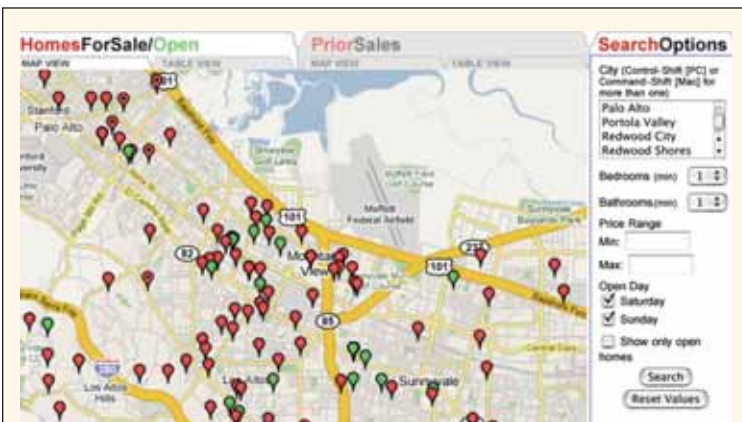 HomesForSale/Open
PriorSales
MAP VIEW
TABLE VIEW
MAP VIEW
TABLE VIEW
101
Stanford
Palo Alto
101
82
Moffett
Federal Airfield
Sunnyvale
237
101
Mountain
View
85
Los Altos
Hills
Los Altos
Sunnyvale
SearchOptions
City (Control-Shift [PC] or
Command-Shift [Mac] for
more than one)
Palo Alto
Portola Valley
Redwood City
Redwood Shores
Bedrooms (min) 1
Bathrooms(min) 1
Price Range
Min:
Max:
Open Day
Saturday
Sunday
Show only open
homes
Search
Reset Values